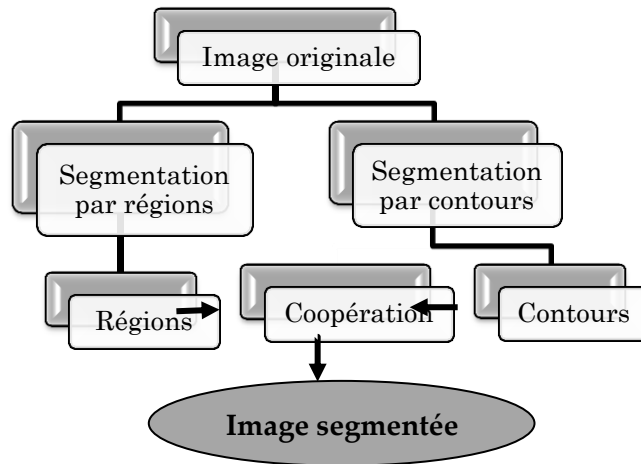 Image originale
Segmentation
par régions
Segmentation
par contours
Régions
Coopération
Contours
Image segmentée